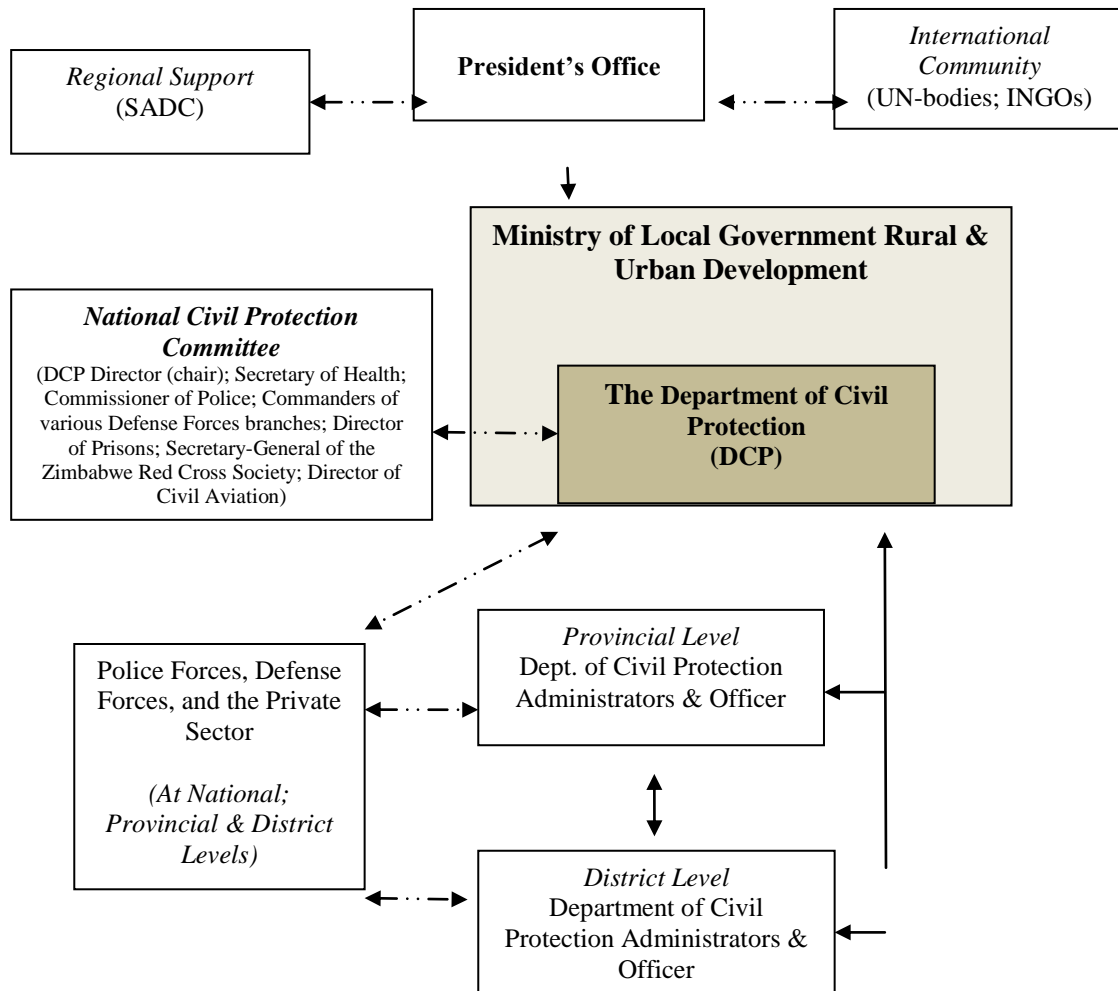 Regional Support
(SADC)
President's Office
International
Community
(UN-bodies; INGOs)
Ministry of Local Government Rural &
Urban Development
National Civil Protection
Committee
(DCP Director (chair); Secretary of Health;
Commissioner of Police; Commanders of
various Defense Forces branches; Director
of Prisons; Secretary-General of the
Zimbabwe Red Cross Society; Director of
Civil Aviation)
The Department of Civil
Protection
(DCP)
Police Forces, Defense
Forces, and the Private
Sector
(At National;
Provincial & District
Levels)
Provincial Level
Dept. of Civil Protection
Administrators & Officer
District Level
Department of Civil
Protection Administrators &
Officer